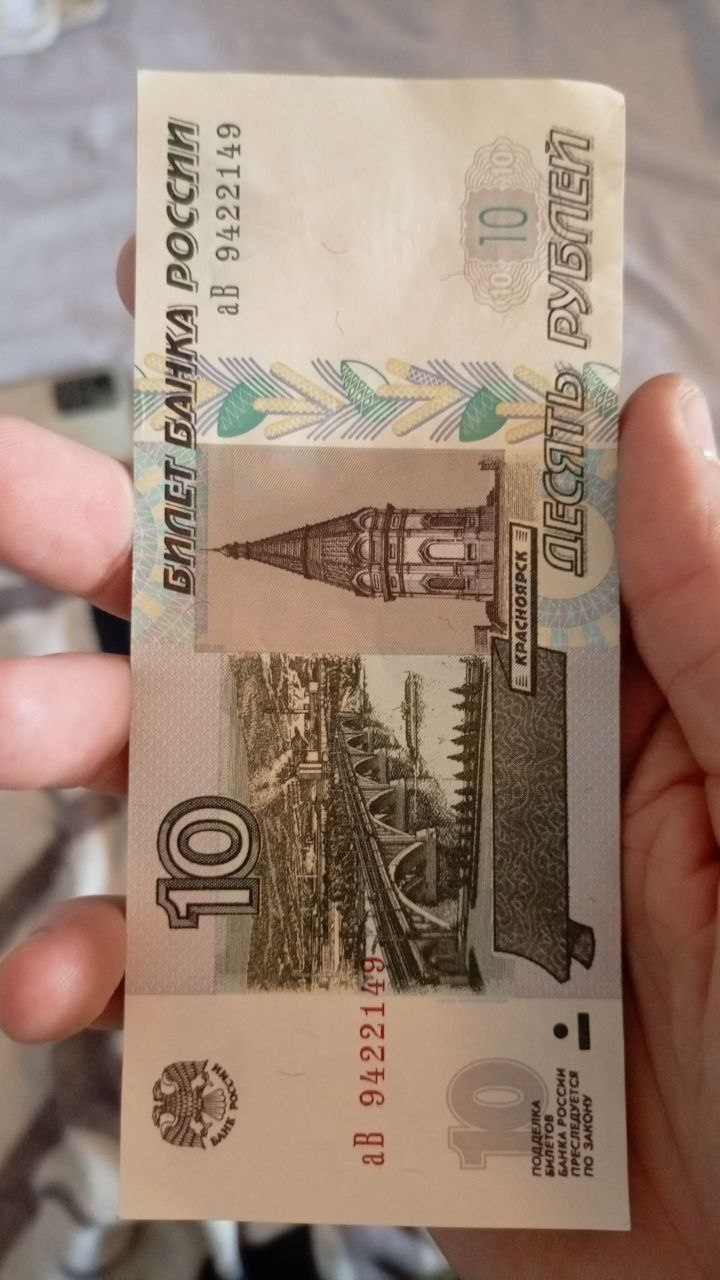 10
БАНК РОССИИ
БИЛЕТ БАНКА РОССИИ
аВ 9422149
аВ 9422149
10
ПОДДЕЛКА
БИЛЕТОВ
БАНКА РОССИИ
ПРЕСЛЕДУЕТСЯ
ПО ЗАКОНУ
КРАСНОЯРСК
10 10 10
ДЕСЯТЬ РУБЛЕЙ